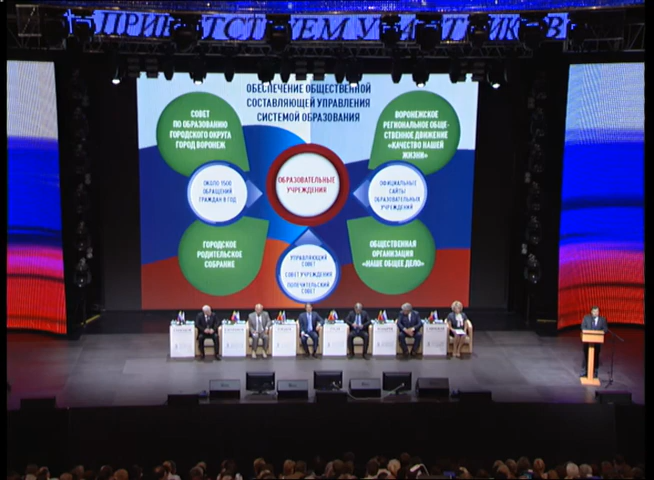 ОБЕСПЕЧЕНИЕ ОБЩЕСТВЕННОЙ
СОСТАВЛЯЮЩЕЙ УПРАВЛЕНИЯ
СИСТЕМОЙ ОБРАЗОВАНИЯ
СОВЕТ
ПО ОБРАЗОВАНИЮ
ГОРОДСКОГО ОКРУГА
ГОРОД ВОРОНЕЖ
ВОРОНЕЖСКОЕ
РЕГИОНАЛЬНОЕ ОБЩЕ-
СТВЕННОЕ ДВИЖЕНИЕ
«КАЧЕСТВО НАШЕЙ
ЖИЗНИ»
ОКОЛО 1500
ОБРАЩЕНИЙ
ГРАЖДАН В ГОД
ОБРАЗОВАТЕЛЬНЫЕ
УЧРЕЖДЕНИЯ
ОФИЦИАЛЬНЫЕ
САЙТЫ
ОБРАЗОВАТЕЛЬНЫХ
УЧРЕЖДЕНИЙ
ГОРОДСКОЕ
РОДИТЕЛЬСКОЕ
СОБРАНИЕ
УПРАВЛЯЮЩИЙ
СОВЕТ
СОВЕТ УЧРЕЖДЕНИЯ
ПОПЕЧИТЕЛЬСКИЙ
СОВЕТ
ОБЩЕСТВЕННАЯ
ОРГАНИЗАЦИЯ
«НАШЕ ОБЩЕЕ ДЕЛО»